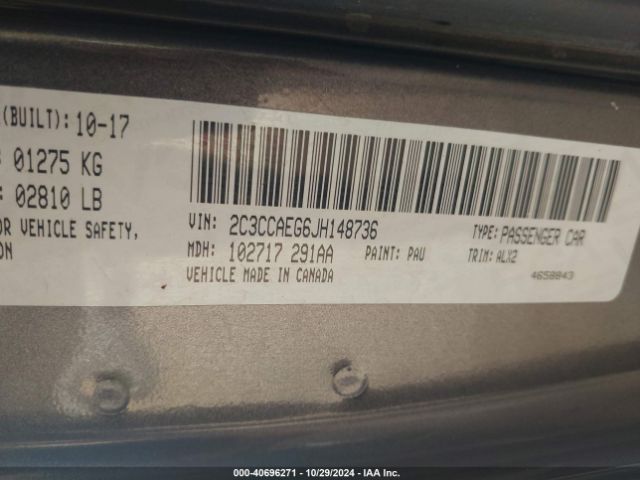 (BUILT): 10-17
01275 KG
02810 LB
OR VEHICLE SAFETY,
ON
VIN: 2C3CCAEG6JH148736
TYPE: PASSENGER CAR
MDH: 102717 291AA
PAINT: PAU
TRIM: ALX2
VEHICLE MADE IN CANADA
4658843
000-40696271 - 10/29/2024 - IAA Inc.